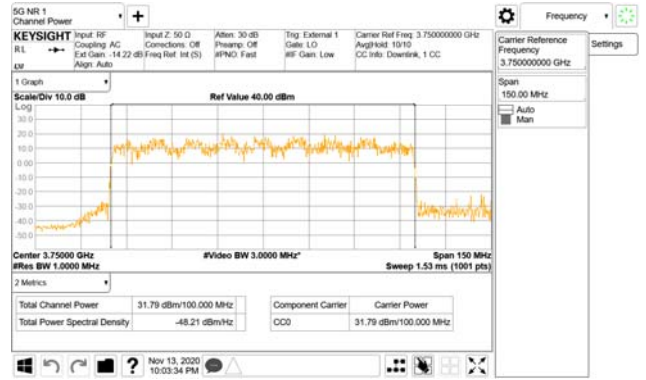 5G NR 1
Channel Power
Frequency
KEYSIGHT
RL
Input: RF
Coupling: AC
Ext Gain: -14.22 dB
Align: Auto
Input Z: 50 Ω
Corrections: Off
Freq Ref: Int (S)
Atten: 30 dB
Preamp: Off
#PNO: Fast
Trig: External 1
Gate: LO
#IF Gain: Low
Carrier Ref Freq: 3.750000000 GHz
Avg|Hold: 10/10
CC Info: Downlink, 1 CC
Carrier Reference
Frequency
3.750000000 GHz
Settings
Span
150.00 MHz
Auto
Man
1 Graph
Scale/Div 10.0 dB
Ref Value 40.00 dBm
Log
30.0
20.0
10.0
0.00
-10.0
-20.0
-30.0
-40.0
-50.0
Center 3.75000 GHz
#Video BW 3.0000 MHz*
Span 150 MHz
#Res BW 1.0000 MHz
Sweep 1.53 ms (1001 pts)
2 Metrics
Total Channel Power 31.79 dBm/100.000 MHz
Total Power Spectral Density -48.21 dBm/Hz
Component Carrier Carrier Power
CC0 31.79 dBm/100.000 MHz
Nov 13, 2020
10:03:34 PM